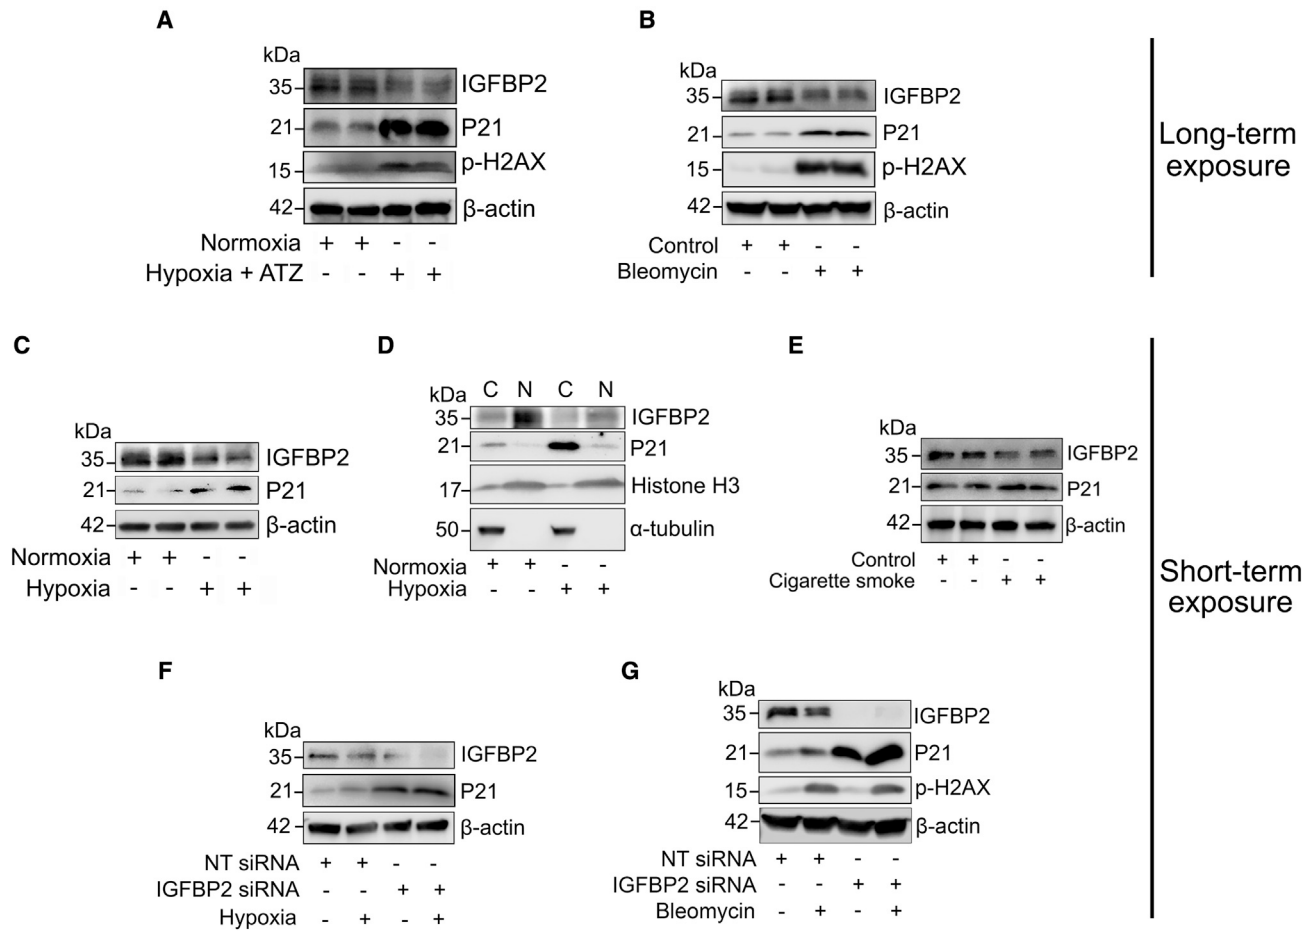 A
kDa
35 IGFBP2
21 P21
15 p-H2AX
42 β-actin
Normoxia + + - -
Hypoxia + ATZ - - + +
B
kDa
35 IGFBP2
21 P21
15 p-H2AX
42 β-actin
Control + + - -
Bleomycin - - + +
Long-term
exposure
C
kDa
35 IGFBP2
21 P21
42 β-actin
Normoxia + + - -
Hypoxia - - + +
D
kDa C N C N
35 IGFBP2
21 P21
17 Histone H3
50 α-tubulin
Normoxia + + - -
Hypoxia - - + +
E
kDa
35 IGFBP2
21 P21
42 β-actin
Control + + - -
Cigarette smoke - - + +
Short-term
exposure
F
kDa
35 IGFBP2
21 P21
42 β-actin
NT siRNA + + - -
IGFBP2 siRNA - - + +
Hypoxia - + - +
G
kDa
35 IGFBP2
21 P21
15 p-H2AX
42 β-actin
NT siRNA + + - -
IGFBP2 siRNA - - + +
Bleomycin - + - +